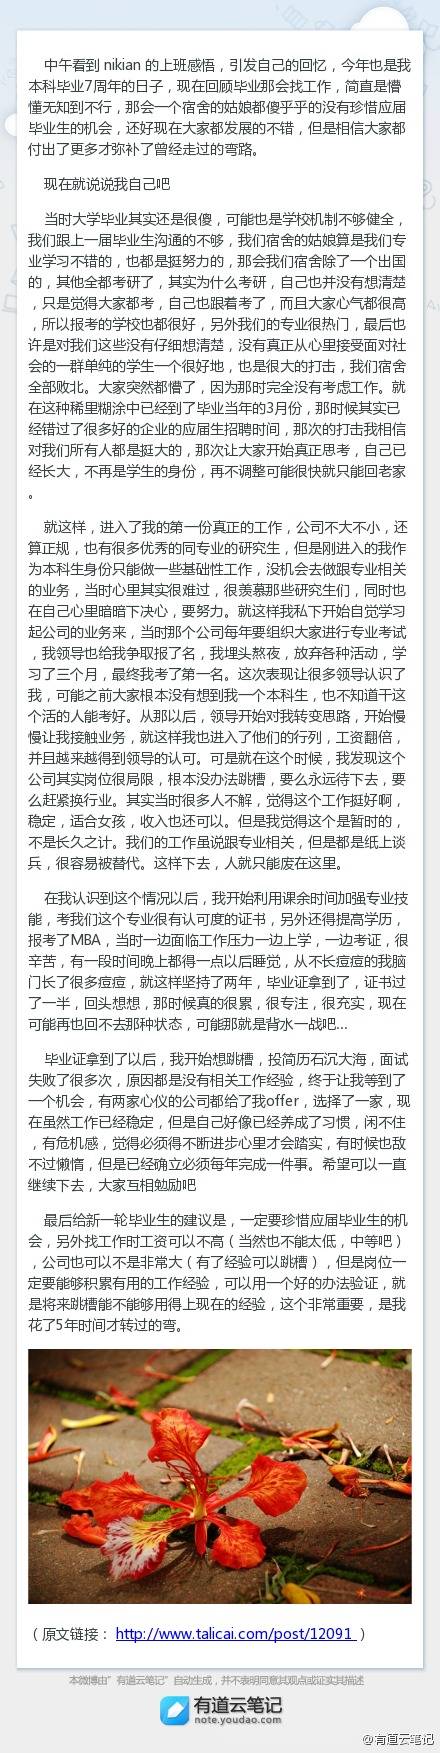 中午看到 nikian 的上班感悟，引发自己的回忆，今年也是我
本科毕业7周年的日子，现在回顾毕业那会找工作，简直是懵
懂无知到不行，那会一个宿舍的姑娘都傻乎乎的没有珍惜应届
毕业生的机会，还好现在大家都发展的不错，但是相信大家都
付出了更多才弥补了曾经走过的弯路。
现在就说说我自己吧
当时大学毕业其实还是很傻，可能也是学校机制不够健全，
我们跟上一届毕业生沟通的不够，我们宿舍的姑娘算是我们专
业学习不错的，也都是挺努力的，那会我们宿舍除了一个出国
的，其他全都考研了，其实为什么考研，自己也并没有想清楚
，只是觉得大家都考，自己也跟着考了，而且大家心气都很高
，所以报考的学校也都很好，另外我们的专业很热门，最后也
许是对我们这些没有仔细想清楚，没有真正从心里接受面对社
会的一群单纯的学生一个很好地，也是很大的打击，我们宿舍
全部败北。大家突然都懵了，因为那时完全没有考虑工作。就
在这种稀里糊涂中已经到了毕业当年的3月份，那时候其实已
经错过了很多好的企业的应届生招聘时间，那次的打击我相信
对我们所有人都是挺大的，那次让大家开始真正思考，自己已
经长大，不再是学生的身份，再不调整可能很快就只能回老家
。
就这样，进入了我的第一份真正的工作，公司不大不小，还
算正规，也有很多优秀的同专业的研究生，但是刚进入的我作
为本科生身份只能做一些基础性工作，没机会去做跟专业相关
的业务，当时心里其实很难过，很羡慕那些研究生们，同时也
在自己心里暗暗下决心，要努力。就这样我私下开始自觉学习
起公司的业务来，当时那个公司每年要组织大家进行专业考试
，我领导也给我争取报了名，我埋头熬夜，放弃各种活动，学
习了三个月，最终我考了第一名。这次表现让很多领导认识了
我，可能之前大家根本没有想到我一个本科生，也不知道干这
个活的人能考好。从那以后，领导开始对我转变思路，开始慢
慢让我接触业务，就这样我也进入了他们的行列，工资翻倍，
并且越来越得到领导的认可。可是就在这个时候，我发现这个
公司其实岗位很局限，根本没办法跳槽，要么永远待下去，要
么赶紧换行业。其实当时很多人不解，觉得这个工作挺好啊，
稳定，适合女孩，收入也还可以。但是我觉得这个是暂时的，
不是长久之计。我们的工作虽说跟专业相关，但是都是纸上谈
兵，很容易被替代。这样下去，人就只能废在这里。
在我认识到这个情况以后，我开始利用课余时间加强专业技
能，考我们这个专业很有认可度的证书，另外还得提高学历，
报考了MBA，当时一边面临工作压力一边上学，一边考证，很
辛苦，有一段时间晚上都得一点以后睡觉，从不长痘痘的我脑
门长了很多痘痘，就这样坚持了两年，毕业证拿到了，证书过
了一半，回头想想，那时候真的很累，很专注，很充实，现在
可能再也回不去那种状态，可能那就是背水一战吧...
毕业证拿到了以后，我开始想跳槽，投简历石沉大海，面试
失败了很多次，原因都是没有相关工作经验，终于让我等到了
一个机会，有两家心仪的公司都给了我offer，选择了一家，现
在虽然工作已经稳定，但是自己好像已经养成了习惯，闲不住
，有危机感，觉得必须得不断进步心里才会踏实，有时候也敌
不过懒惰，但是已经确立必须每年完成一件事。希望可以一直
继续下去，大家互相勉励吧
最后给新一轮毕业生的建议是，一定要珍惜应届毕业生的机
会，另外找工作时工资可以不高（当然也不能太低，中等吧）
，公司也可以不是非常大（有了经验可以跳槽），但是岗位一
定要能够积累有用的工作经验，可以用一个好的办法验证，就
是将来跳槽能不能够用得上现在的经验，这个非常重要，是我
花了5年时间才转过的弯。
（原文链接： http://www.talicai.com/post/12091 ）
本微博由”有道云笔记”自动生成，并不表明同意其观点或证实其描述
有道云笔记
note.youdao.com
@有道云笔记